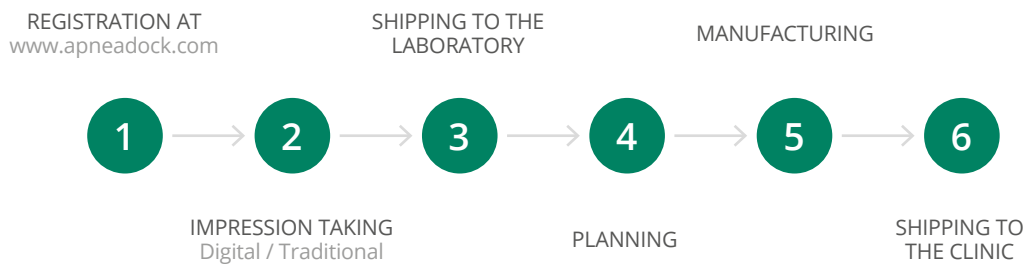 REGISTRATION AT
www.apneadock.com
SHIPPING TO THE
LABORATORY
MANUFACTURING
1
2
3
4
5
6
IMPRESSION TAKING
Digital / Traditional
PLANNING
SHIPPING TO
THE CLINIC